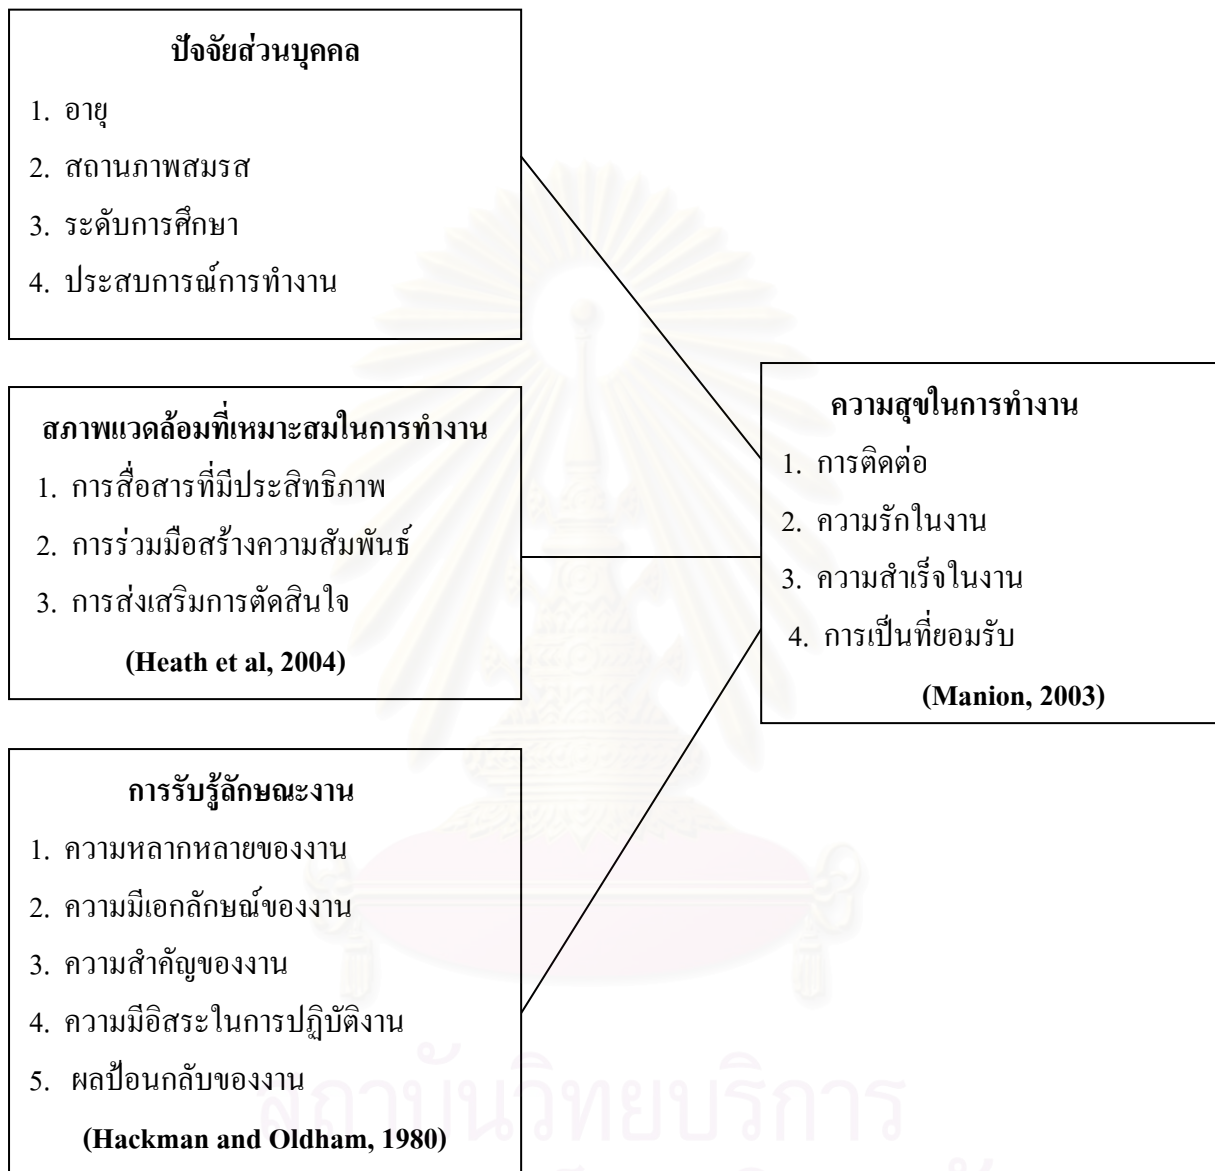 ปัจจัยส่วนบุคคล
1. อายุ
2. สถานภาพสมรส
3. ระดับการศึกษา
4. ประสบการณ์การทำงาน
สภาพแวดล้อมที่เหมาะสมในการทำงาน
1. การสื่อสารที่มีประสิทธิภาพ
2. การร่วมมือสร้างความสัมพันธ์
3. การส่งเสริมการตัดสินใจ
(Heath et al, 2004)
การรับรู้ลักษณะงาน
1. ความหลากหลายของงาน
2. ความมีเอกลักษณ์ของงาน
3. ความสำคัญของงาน
4. ความมีอิสระในการปฏิบัติงาน
5. ผลป้อนกลับของงาน
(Hackman and Oldham, 1980)
ความสุขในการทำงาน
1. การติดต่อ
2. ความรักในงาน
3. ความสำเร็จในงาน
4. การเป็นที่ยอมรับ
(Manion, 2003)
สถาบันวิทยบริการ